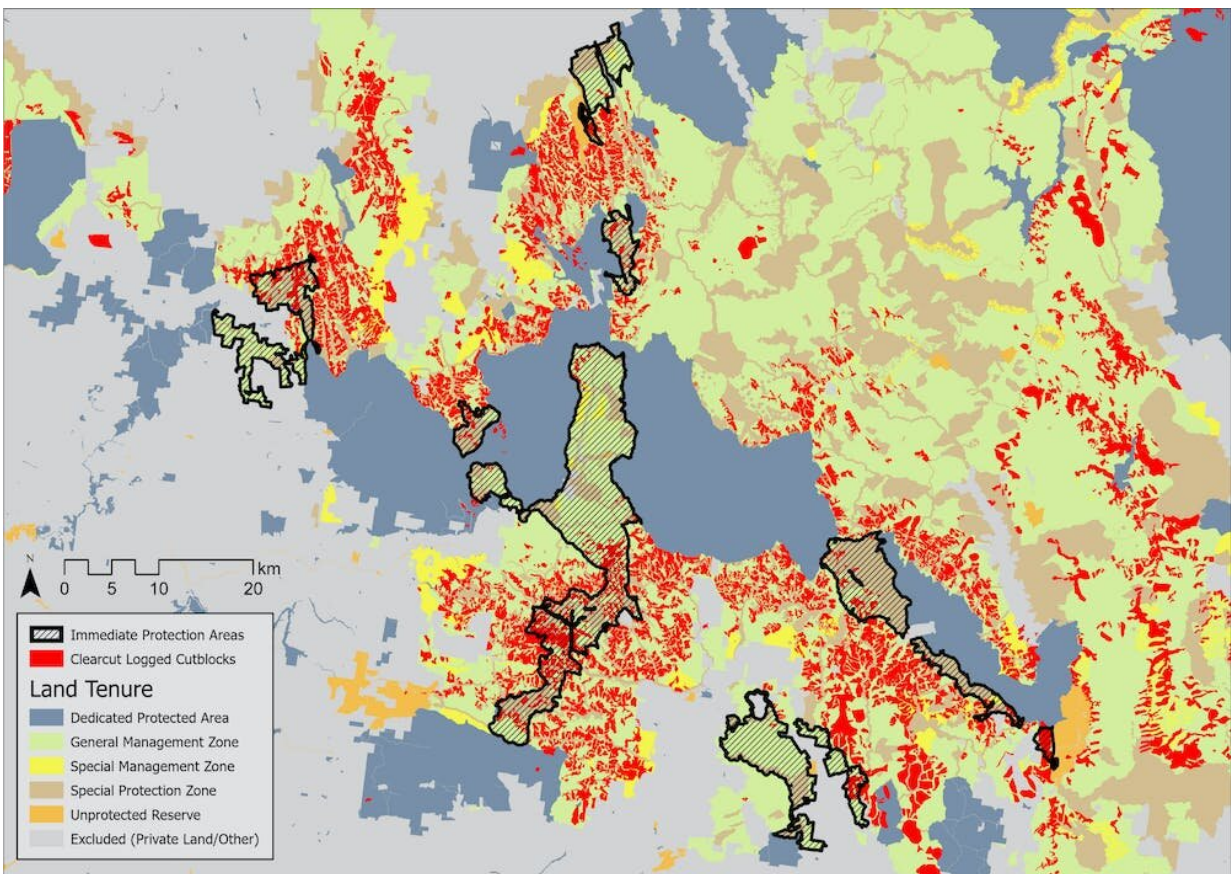 N
0 5 10 20 km
Immediate Protection Areas
Clearcut Logged Cutblocks
Land Tenure
Dedicated Protected Area
General Management Zone
Special Management Zone
Special Protection Zone
Unprotected Reserve
Excluded (Private Land/Other)